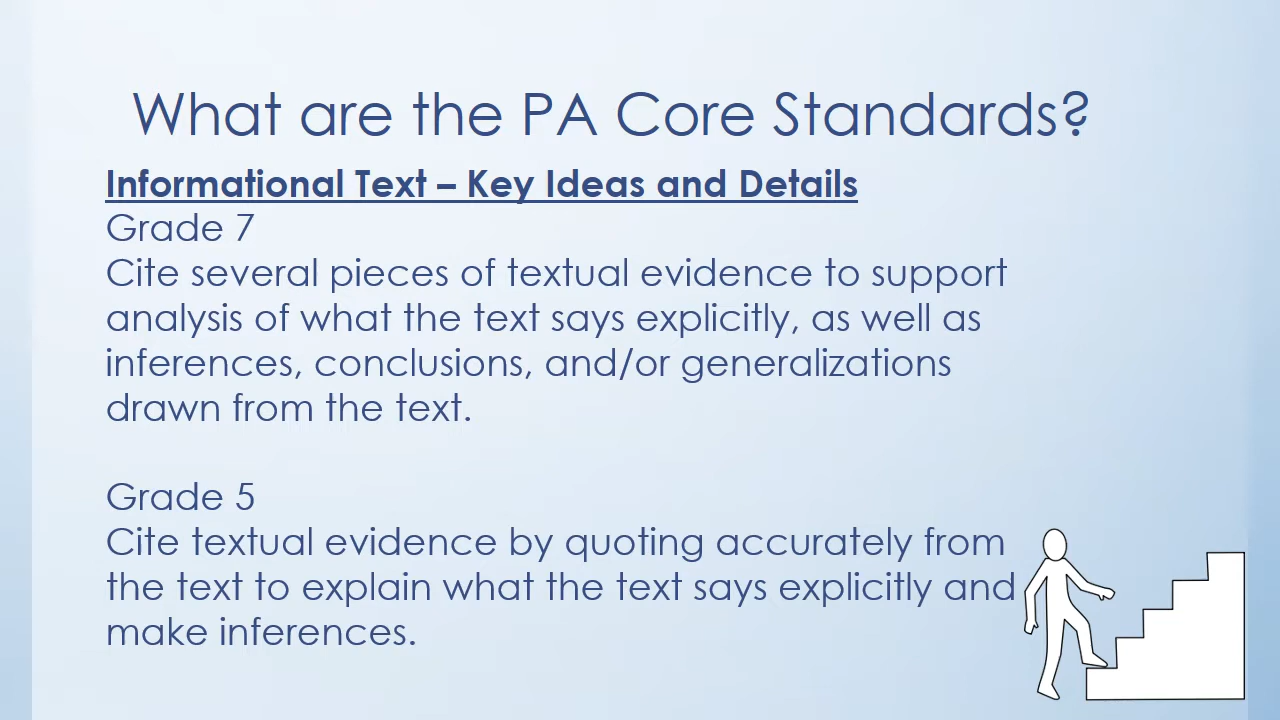 What are the PA Core Standards?
Informational Text – Key Ideas and Details
Grade 7
Cite several pieces of textual evidence to support
analysis of what the text says explicitly, as well as
inferences, conclusions, and/or generalizations
drawn from the text.
Grade 5
Cite textual evidence by quoting accurately from
the text to explain what the text says explicitly and
make inferences.